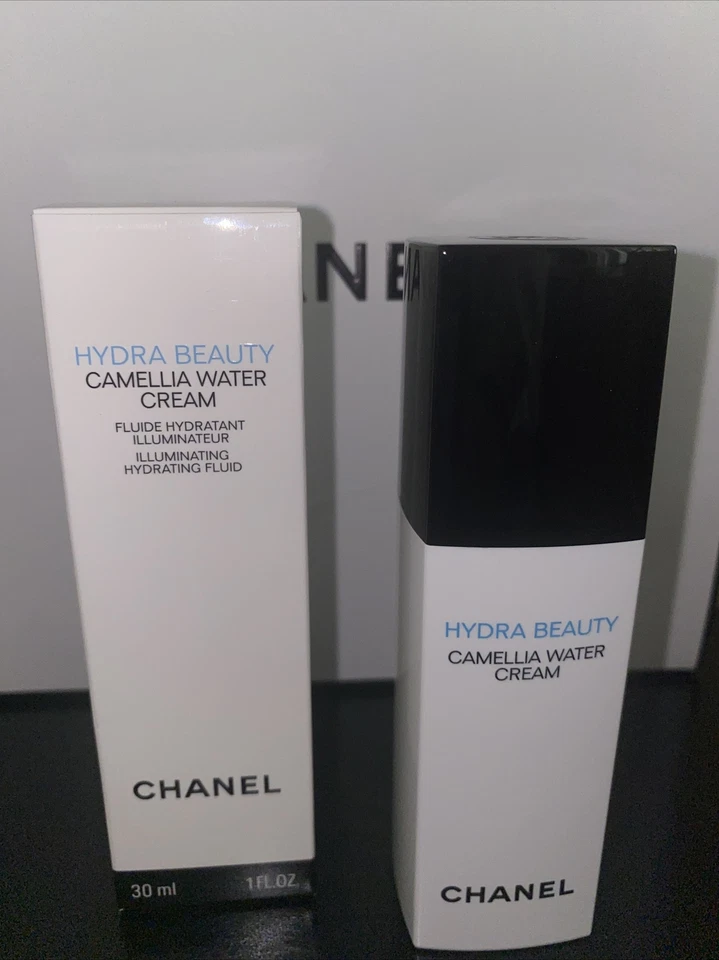 HYDRA BEAUTY
CAMELLIA WATER
CREAM
FLUIDE HYDRATANT
ILLUMINATEUR
ILLUMINATING
HYDRATING FLUID
CHANEL
30 ml 1 FL.OZ.
HYDRA BEAUTY
CAMELLIA WATER
CREAM
CHANEL